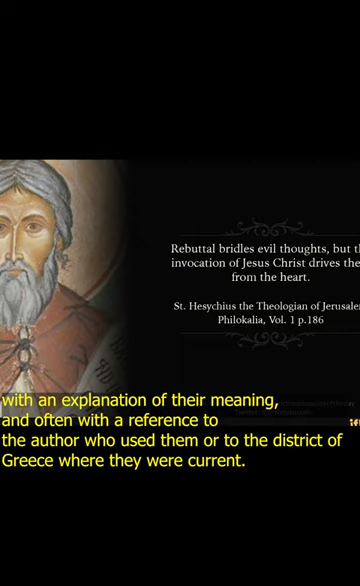 Rebuttal bridles evil thoughts, but th
invocation of Jesus Christ drives the
from the heart.
St. Hesychius the Theologian of Jerusale
Philokalia, Vol. 1 p.186
with an explanation of their meaning,
and often with a reference to
the author who used them or to the district of
Greece where they were current.